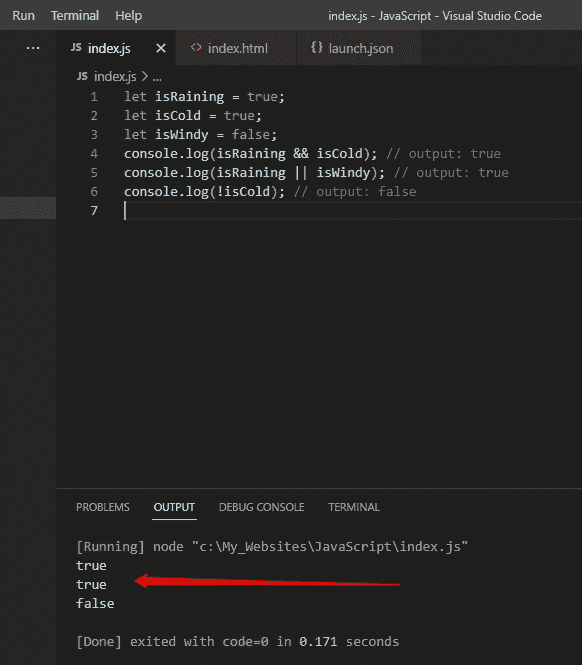 Run Terminal Help index.js - JavaScript - Visual Studio Code
... JS index.js × <> index.html {} launch.json
JS index.js > ...
1 let isRaining = true;
2 let isCold = true;
3 let isWindy = false;
4 console.log(isRaining && isCold); // output: true
5 console.log(isRaining || isWindy); // output: true
6 console.log(!isCold); // output: false
7
PROBLEMS OUTPUT DEBUG CONSOLE TERMINAL
[Running] node "c:\My_Websites\JavaScript\index.js"
true
true
false
[Done] exited with code=0 in 0.171 seconds